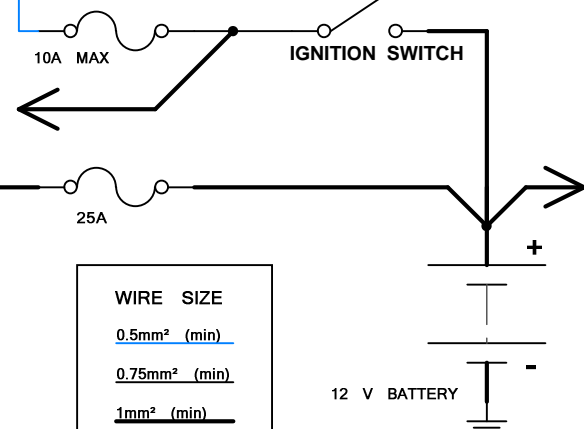 10A MAX
IGNITION SWITCH
25A
+
WIRE SIZE
0.5mm² (min)
0.75mm² (min)
1mm² (min)
-
12 V BATTERY